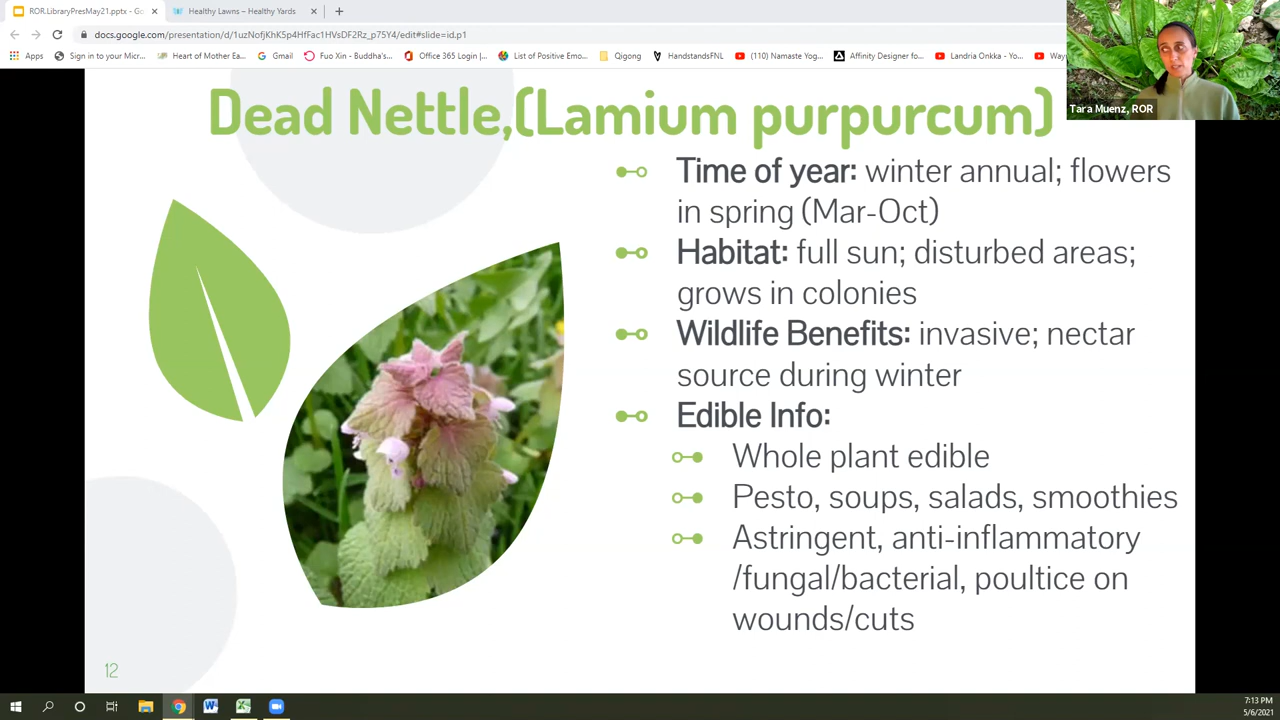 ROR.LibraryPresMay21.pptx - Go
Healthy Lawns – Healthy Yards
docs.google.com/presentation/d/1uzNofjKhK5p4HfFac1HVsDF2Rz_p75Y4/edit#slide=id.p1
Apps
Sign in to your Micr...
Heart of Mother Ea...
Gmail
Fuo Xin - Buddha's...
Office 365 Login | ...
List of Positive Emo...
Qigong
HandstandsFNL
(110) Namaste Yog...
Affinity Designer fo...
Landria Onkka - Yo...
Way
Tara Muenz, ROR
Dead Nettle,(Lamium purpurcum)
Time of year: winter annual; flowers
in spring (Mar-Oct)
Habitat: full sun; disturbed areas;
grows in colonies
Wildlife Benefits: invasive; nectar
source during winter
Edible Info:
Whole plant edible
Pesto, soups, salads, smoothies
Astringent, anti-inflammatory
/fungal/bacterial, poultice on
wounds/cuts
12
7:13 PM
5/6/2021